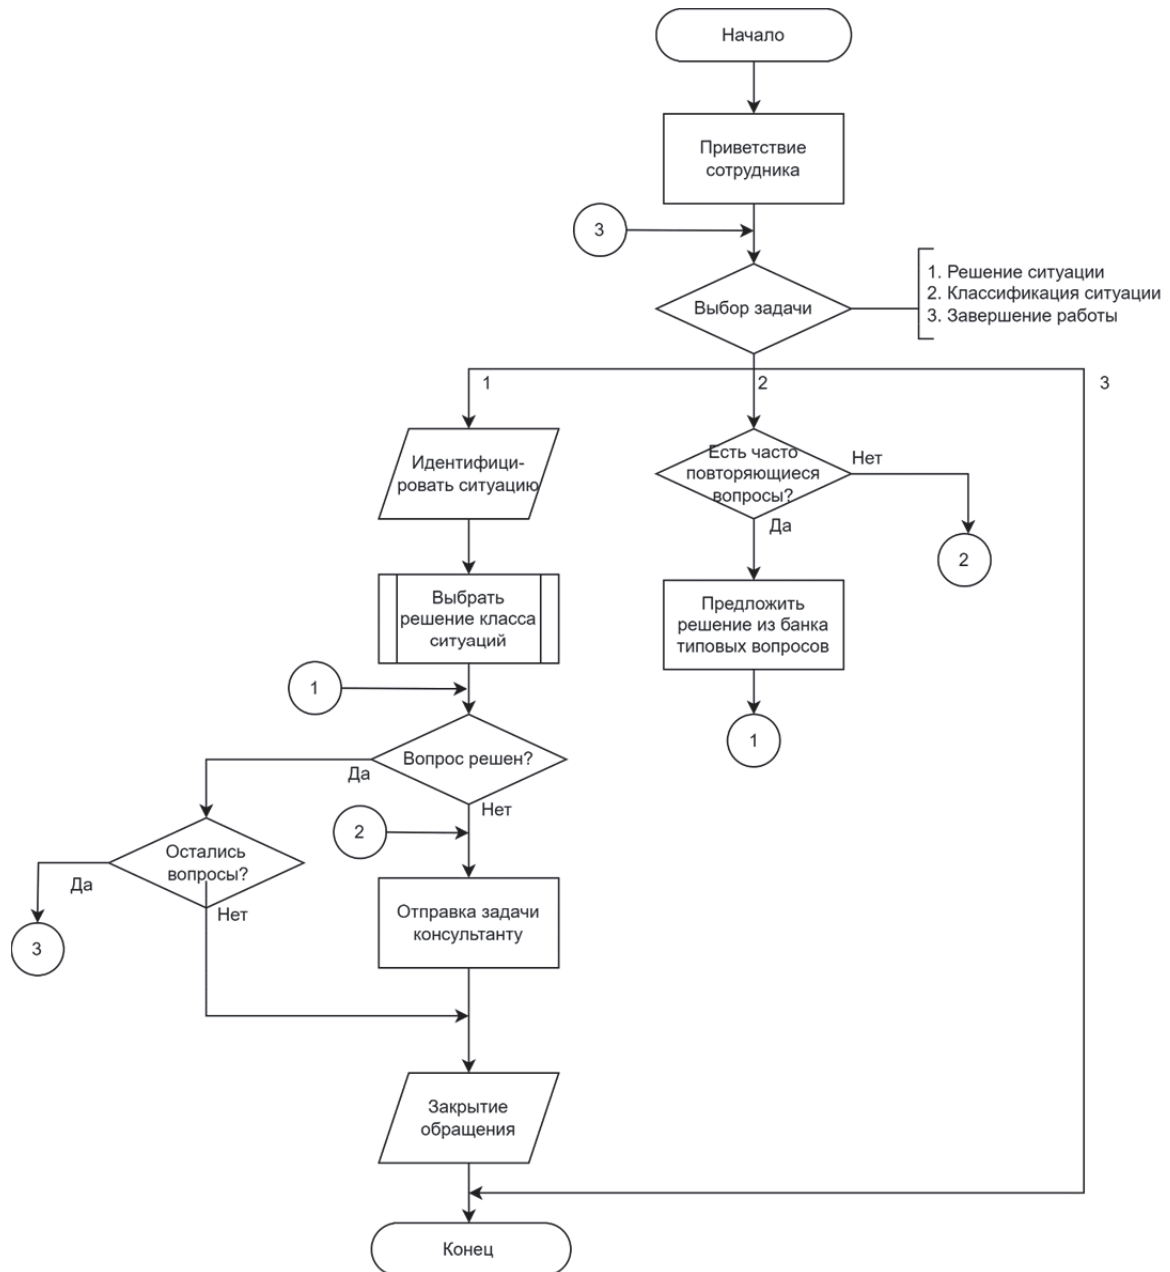 Начало
Приветствие
сотрудника
3
Выбор задачи
1. Решение ситуации
2. Классификация ситуации
3. Завершение работы
1
2
3
Идентифици-
ровать ситуацию
Есть часто
повторяющиеся
вопросы?
Нет
Да
2
Выбрать
решение класса
ситуаций
Предложить
решение из банка
типовых вопросов
1
1
Вопрос решен?
Да
Нет
2
Остались
вопросы?
Да
Нет
3
Отправка задачи
консультанту
Закрытие
обращения
Конец